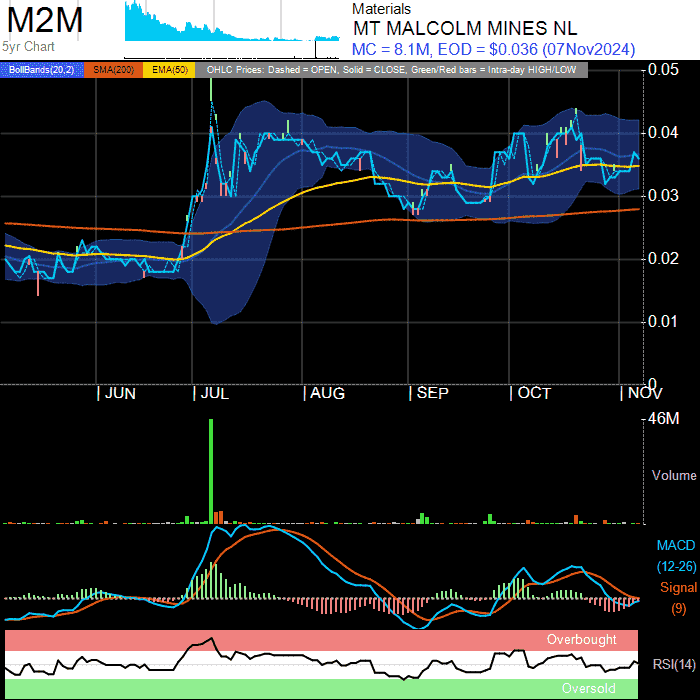 M2M
5yr Chart
Materials
MT MALCOLM MINES NL
MC = 8.1M, EOD = $0.036 (07Nov2024)
BollBands(20,2) SMA(200) EMA(50) OHLC Prices: Dashed = OPEN, Solid = CLOSE, Green/Red bars = Intra-day HIGH/LOW
0.05
0.04
0.03
0.02
0.01
0
JUN JUL AUG SEP OCT NOV
46M
Volume
MACD
(12-26)
Signal
(9)
Overbought
RSI(14)
Oversold